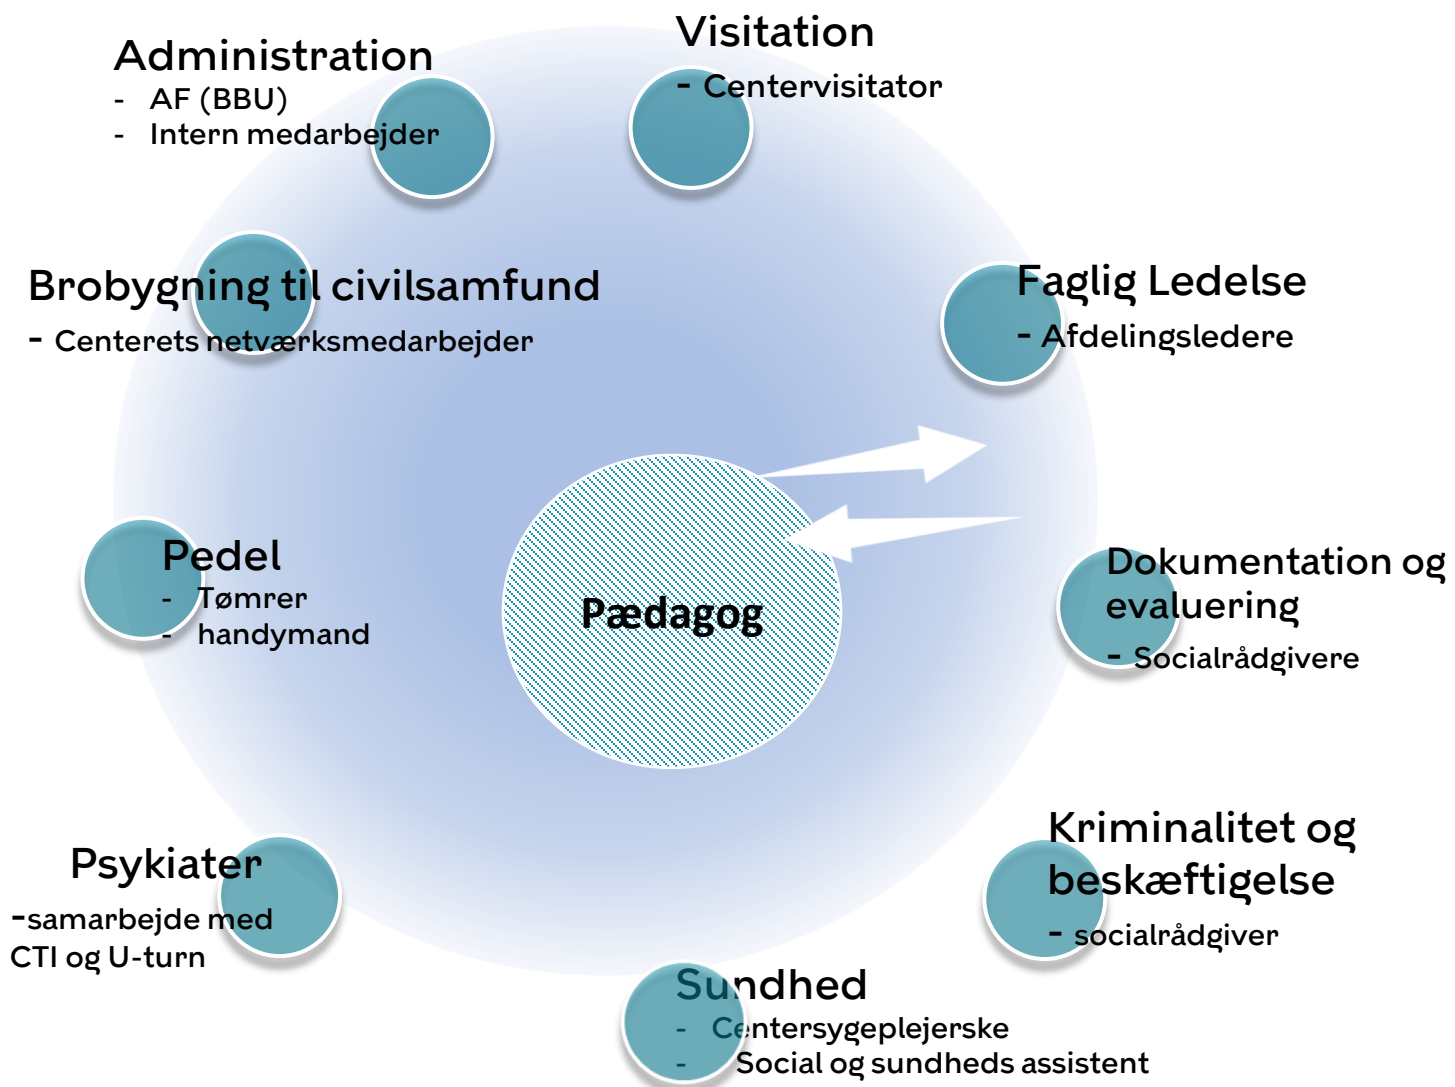 Administration
- AF (BBU)
- Intern medarbejder
Visitation
- Centervisitator
Brobygning til civilsamfund
- Centerets netværksmedarbejder
Faglig Ledelse
- Afdelingsledere
Pedel
- Tømrer
- handymand
Pædagog
Dokumentation og
evaluering
- Socialrådgivere
Psykiater
-samarbejde med
CTI og U-turn
Kriminalitet og
beskæftigelse
- socialrådgiver
Sundhed
- Centersygeplejerske
- Social og sundheds assistent